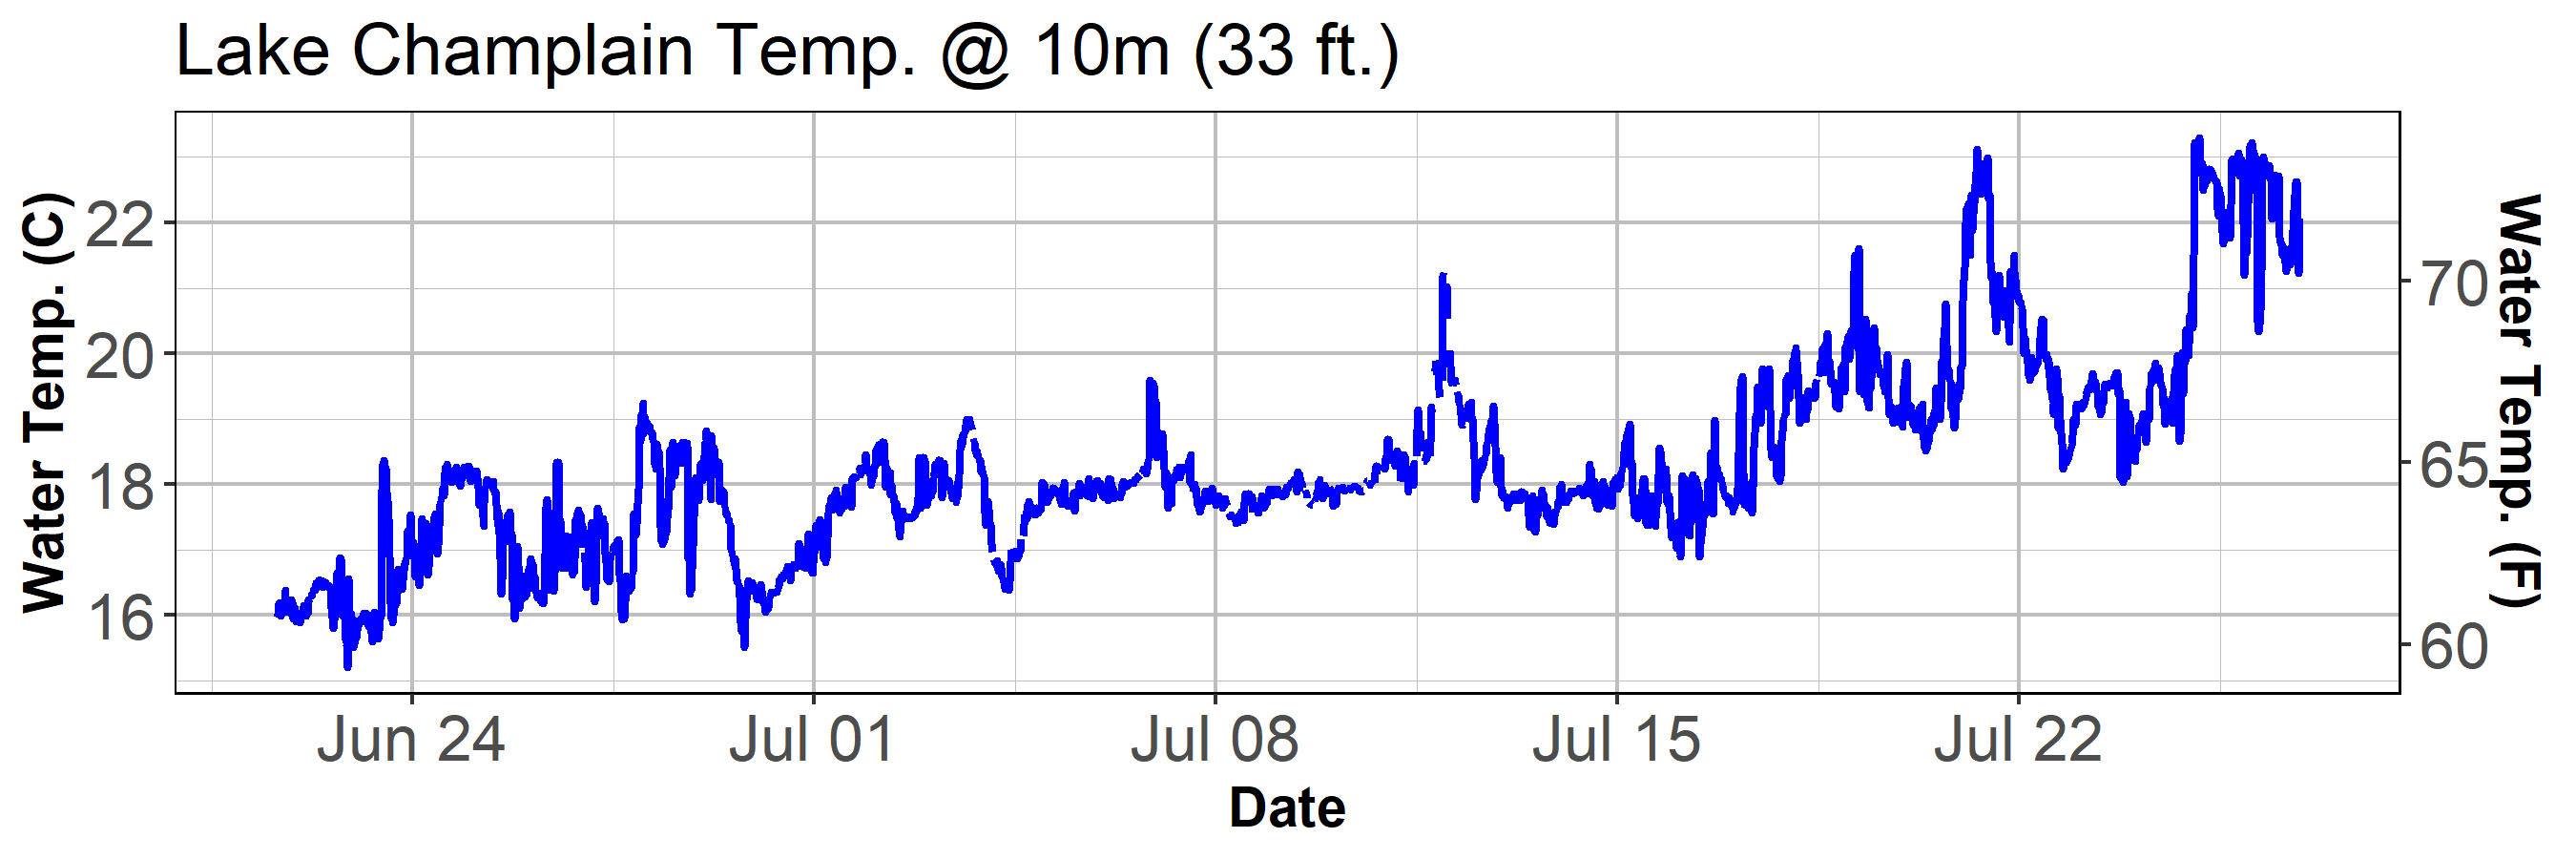 Lake Champlain Temp. @ 10m (33 ft.)
Water Temp. (C)
22
20
18
16
70
65
60
Water Temp. (F)
Jun 24
Jul 01
Jul 08
Jul 15
Jul 22
Date